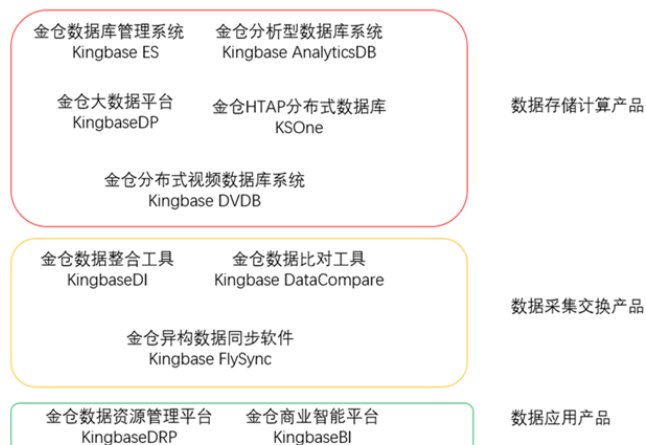 金仓数据库管理系统
Kingbase ES
金仓分析型数据库系统
Kingbase AnalyticsDB
金仓大数据平台
KingbaseDP
金仓HTAP分布式数据库
KSOne
金仓分布式视频数据库系统
Kingbase DVDB
数据存储计算产品
金仓数据整合工具
KingbaseDI
金仓数据比对工具
Kingbase DataCompare
金仓异构数据同步软件
Kingbase FlySync
数据采集交换产品
金仓数据资源管理平台
KingbaseDRP
金仓商业智能平台
KingbaseBI
数据应用产品